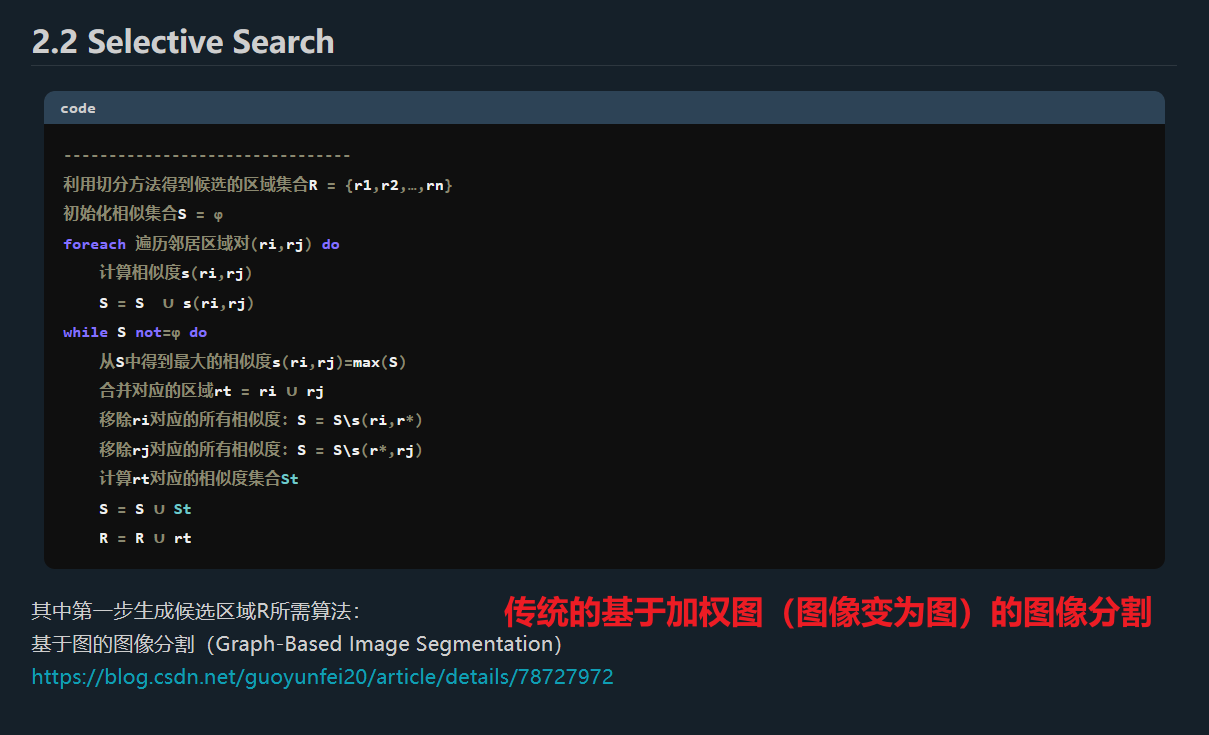 2.2 Selective Search
code
--------------------------------
利用切分方法得到候选的区域集合R = {r1,r2,…,rn}
初始化相似集合S = φ
foreach 遍历邻居区域对(ri,rj) do
计算相似度s(ri,rj)
S = S  ∪ s(ri,rj)
while S not=φ do
从S中得到最大的相似度s(ri,rj)=max(S)
合并对应的区域rt = ri ∪ rj
移除ri对应的所有相似度：S = S\s(ri,r*)
移除rj对应的所有相似度：S = S\s(r*,rj)
计算rt对应的相似度集合St
S = S ∪ St
R = R ∪ rt
其中第一步生成候选区域R所需算法：
传统的基于加权图（图像变为图）的图像分割
基于图的图像分割（Graph-Based Image Segmentation）
https://blog.csdn.net/guoyunfei20/article/details/78727972